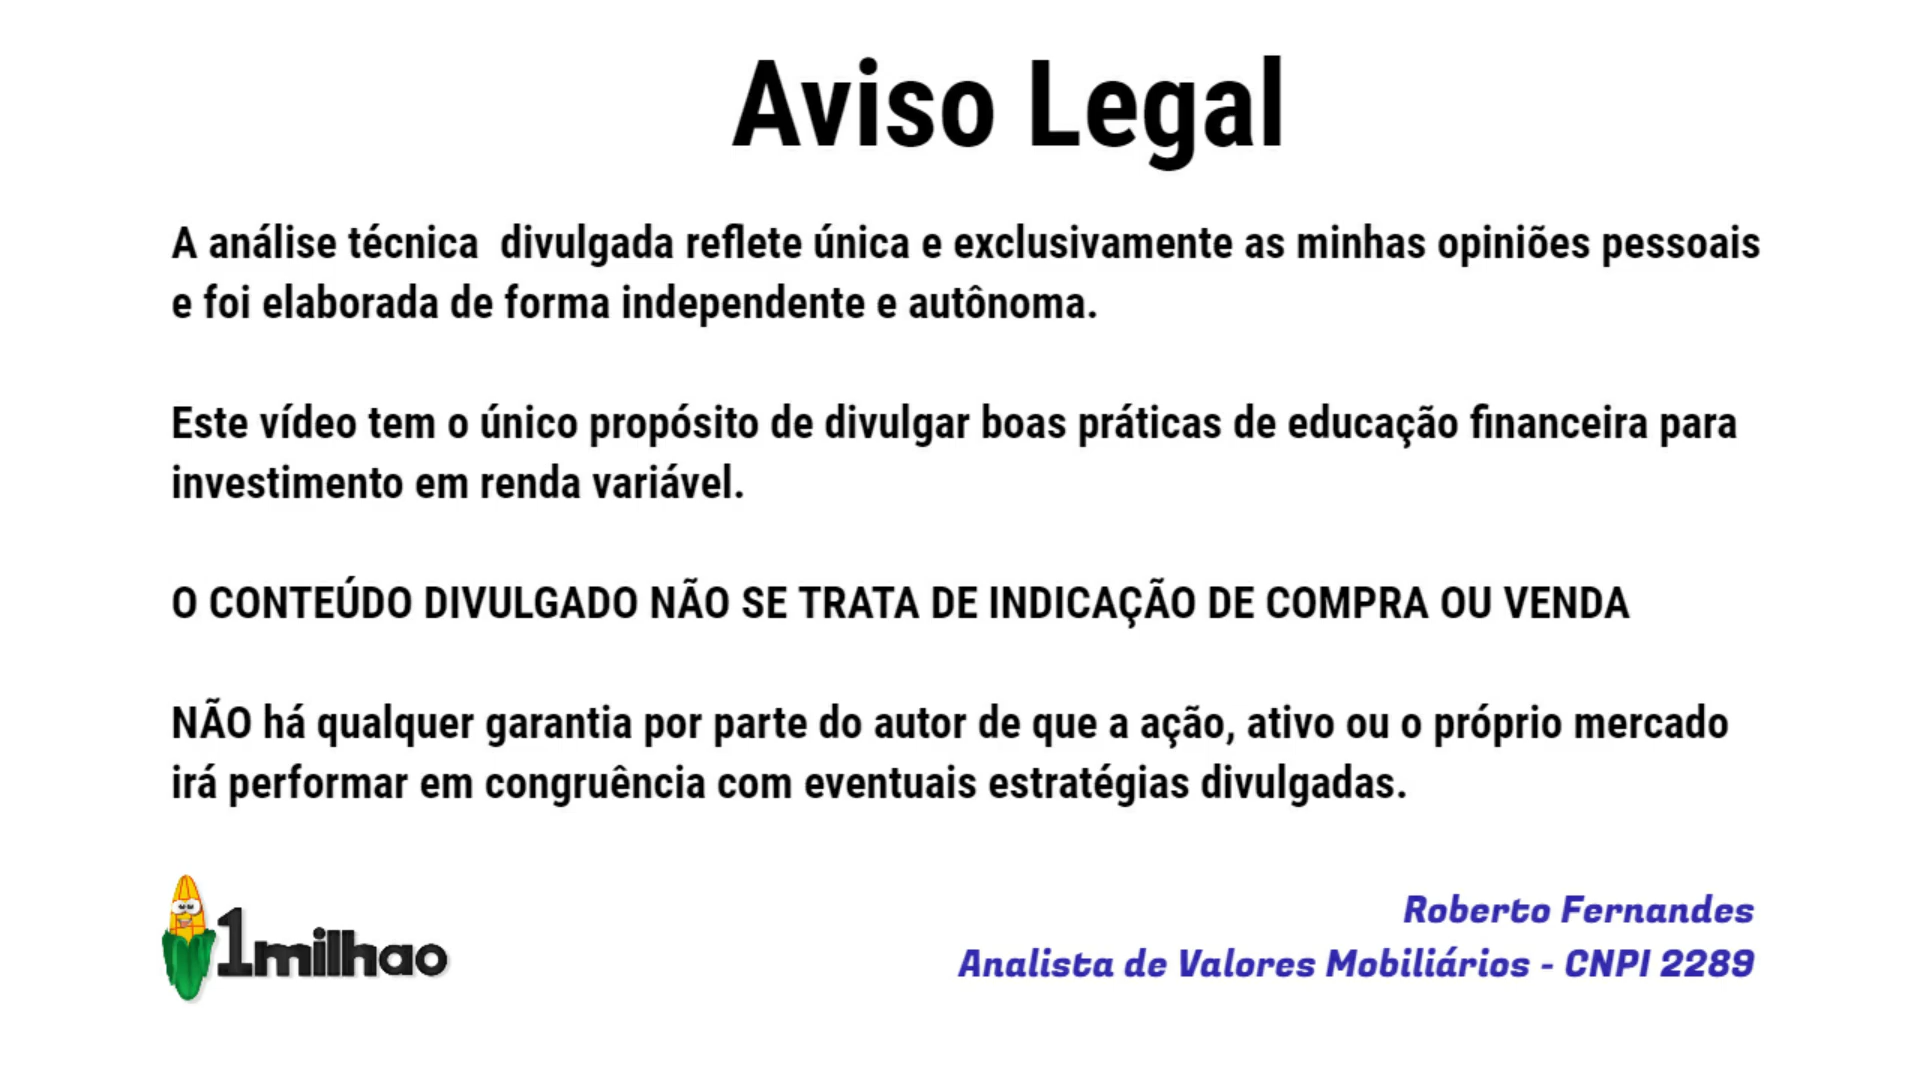 Aviso Legal
A análise técnica  divulgada reflete única e exclusivamente as minhas opiniões pessoais
e foi elaborada de forma independente e autônoma.
Este vídeo tem o único propósito de divulgar boas práticas de educação financeira para
investimento em renda variável.
O CONTEÚDO DIVULGADO NÃO SE TRATA DE INDICAÇÃO DE COMPRA OU VENDA
NÃO há qualquer garantia por parte do autor de que a ação, ativo ou o próprio mercado
irá performar em congruência com eventuais estratégias divulgadas.
1milhao
Roberto Fernandes
Analista de Valores Mobiliários - CNPI 2289